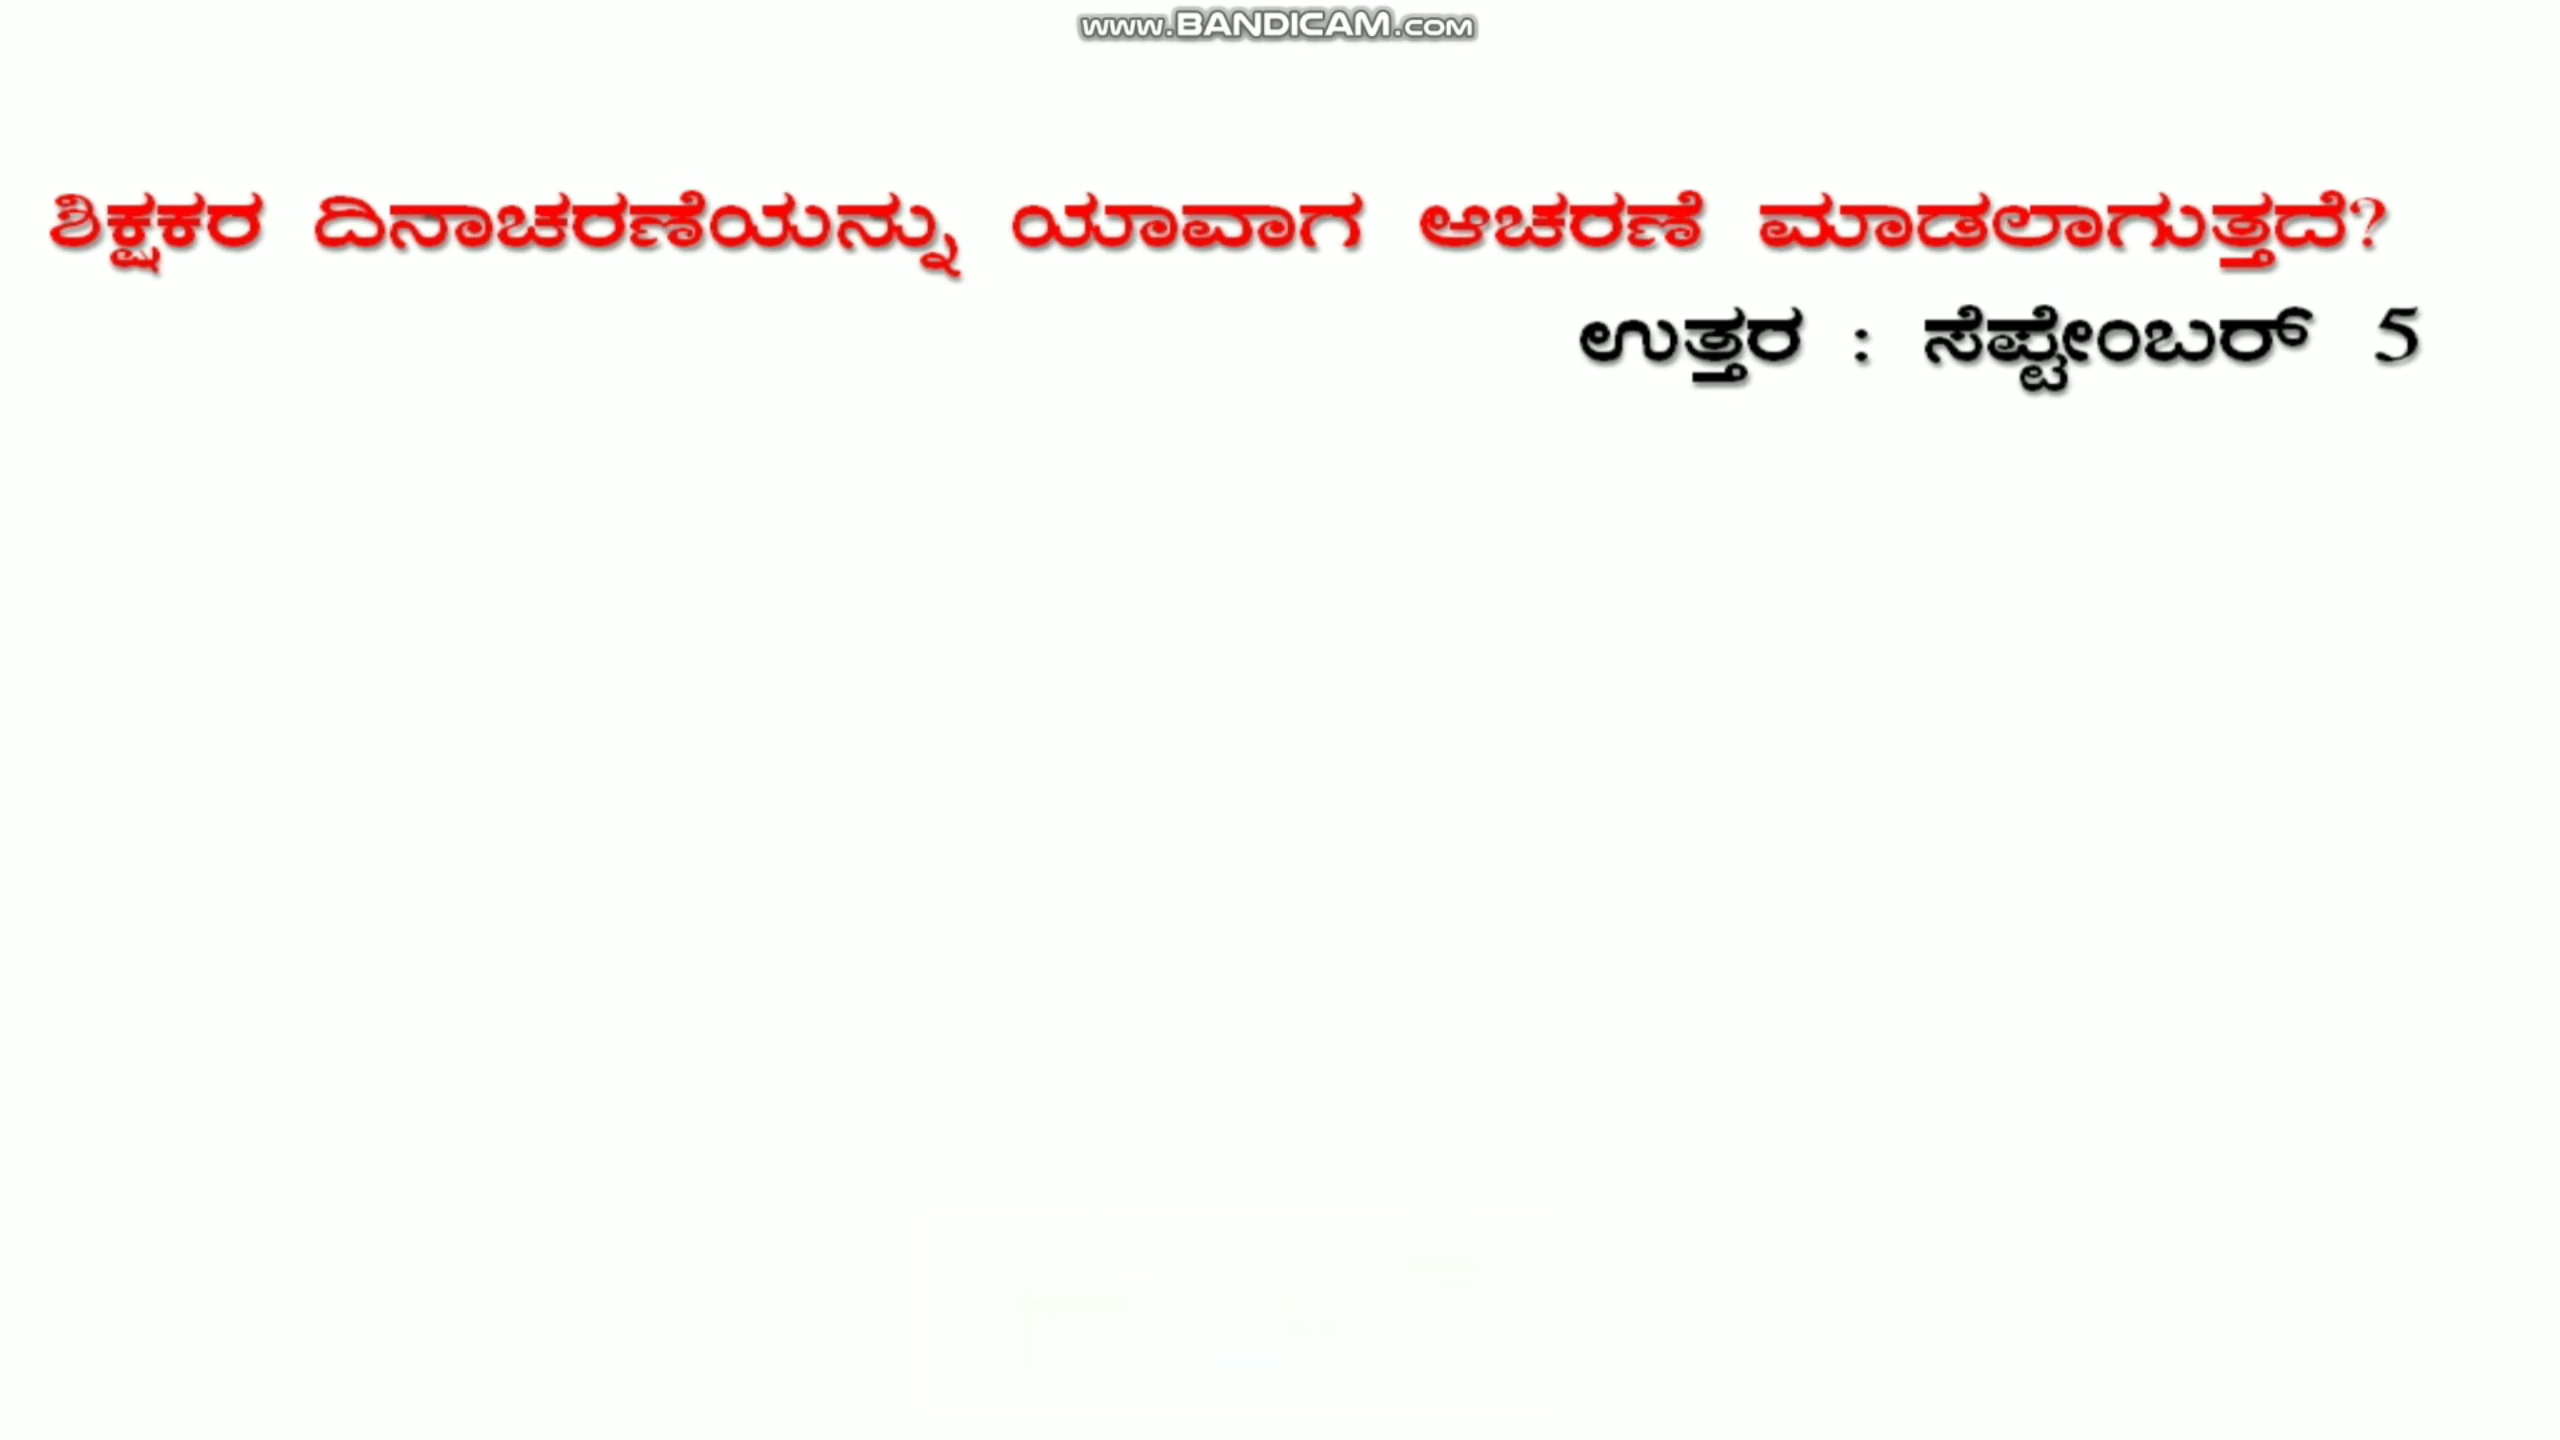 www.BANDICAM.com
ಶಿಕ್ಷಕರ ದಿನಾಚರಣೆಯನ್ನು ಯಾವಾಗ ಆಚರಣೆ ಮಾಡಲಾಗುತ್ತದೆ?
ಉತ್ತರ : ಸೆಪ್ಟೇಂಬರ್ 5